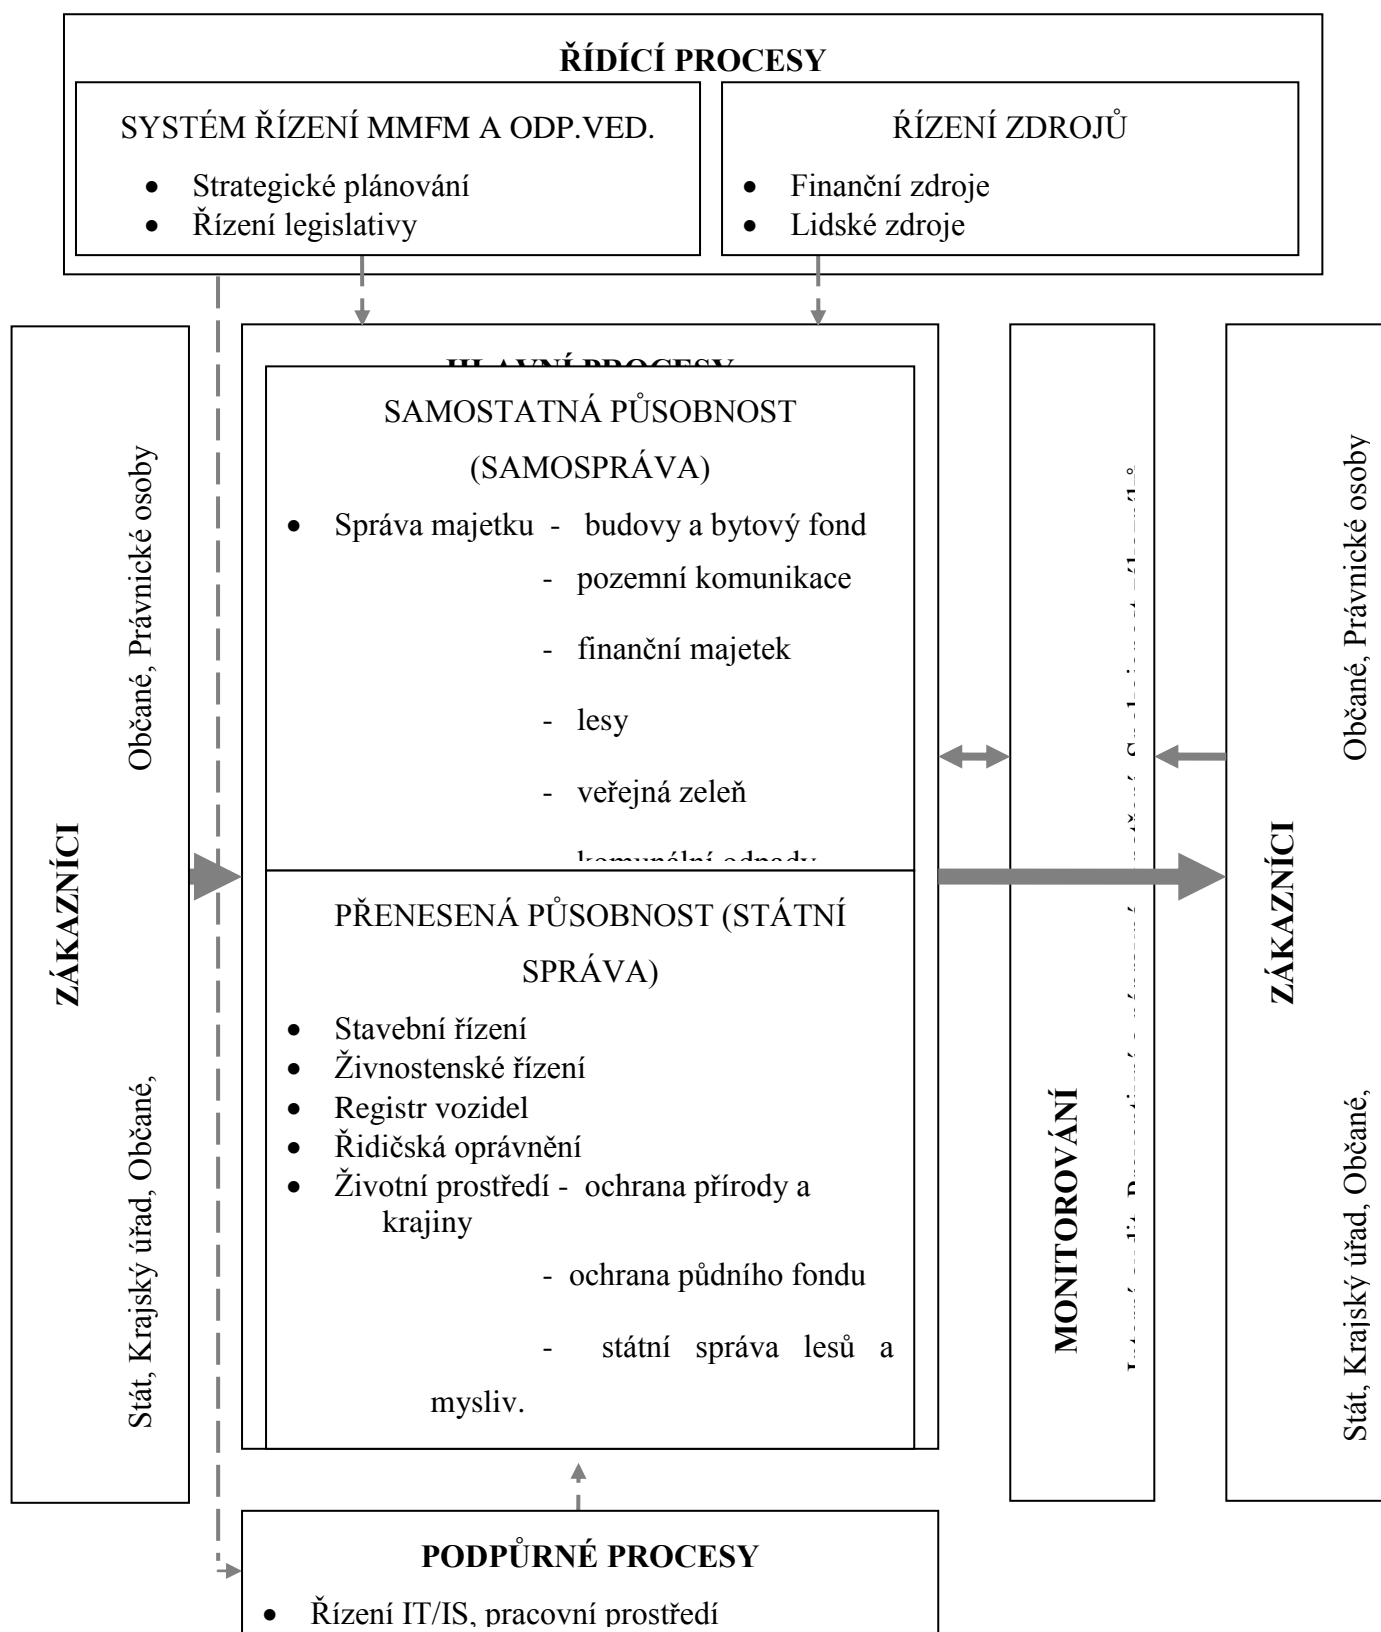 ŘÍDÍCÍ PROCESY
SYSTÉM ŘÍZENÍ MMFM A ODP.VED.
• Strategické plánování
• Řízení legislativy
ŘÍZENÍ ZDROJŮ
• Finanční zdroje
• Lidské zdroje
ZÁKAZNÍCI
Stát, Krajský úřad, Občané,
Občané, Právnické osoby
HLAVNÍ PROCESY
SAMOSTATNÁ PŮSOBNOST
(SAMOSPRÁVA)
• Správa majetku - budovy a bytový fond
- pozemní komunikace
- finanční majetek
- lesy
- veřejná zeleň
komunální odpady
PŘENESENÁ PŮSOBNOST (STÁTNÍ
SPRÁVA)
• Stavební řízení
• Živnostenské řízení
• Registr vozidel
• Řidičská oprávnění
• Životní prostředí - ochrana přírody a
krajiny
- ochrana půdního fondu
- státní správa lesů a
mysliv.
MONITOROVÁNÍ
ZÁKAZNÍCI
Stát, Krajský úřad, Občané,
Občané, Právnické osoby
PODPŮRNÉ PROCESY
• Řízení IT/IS, pracovní prostředí